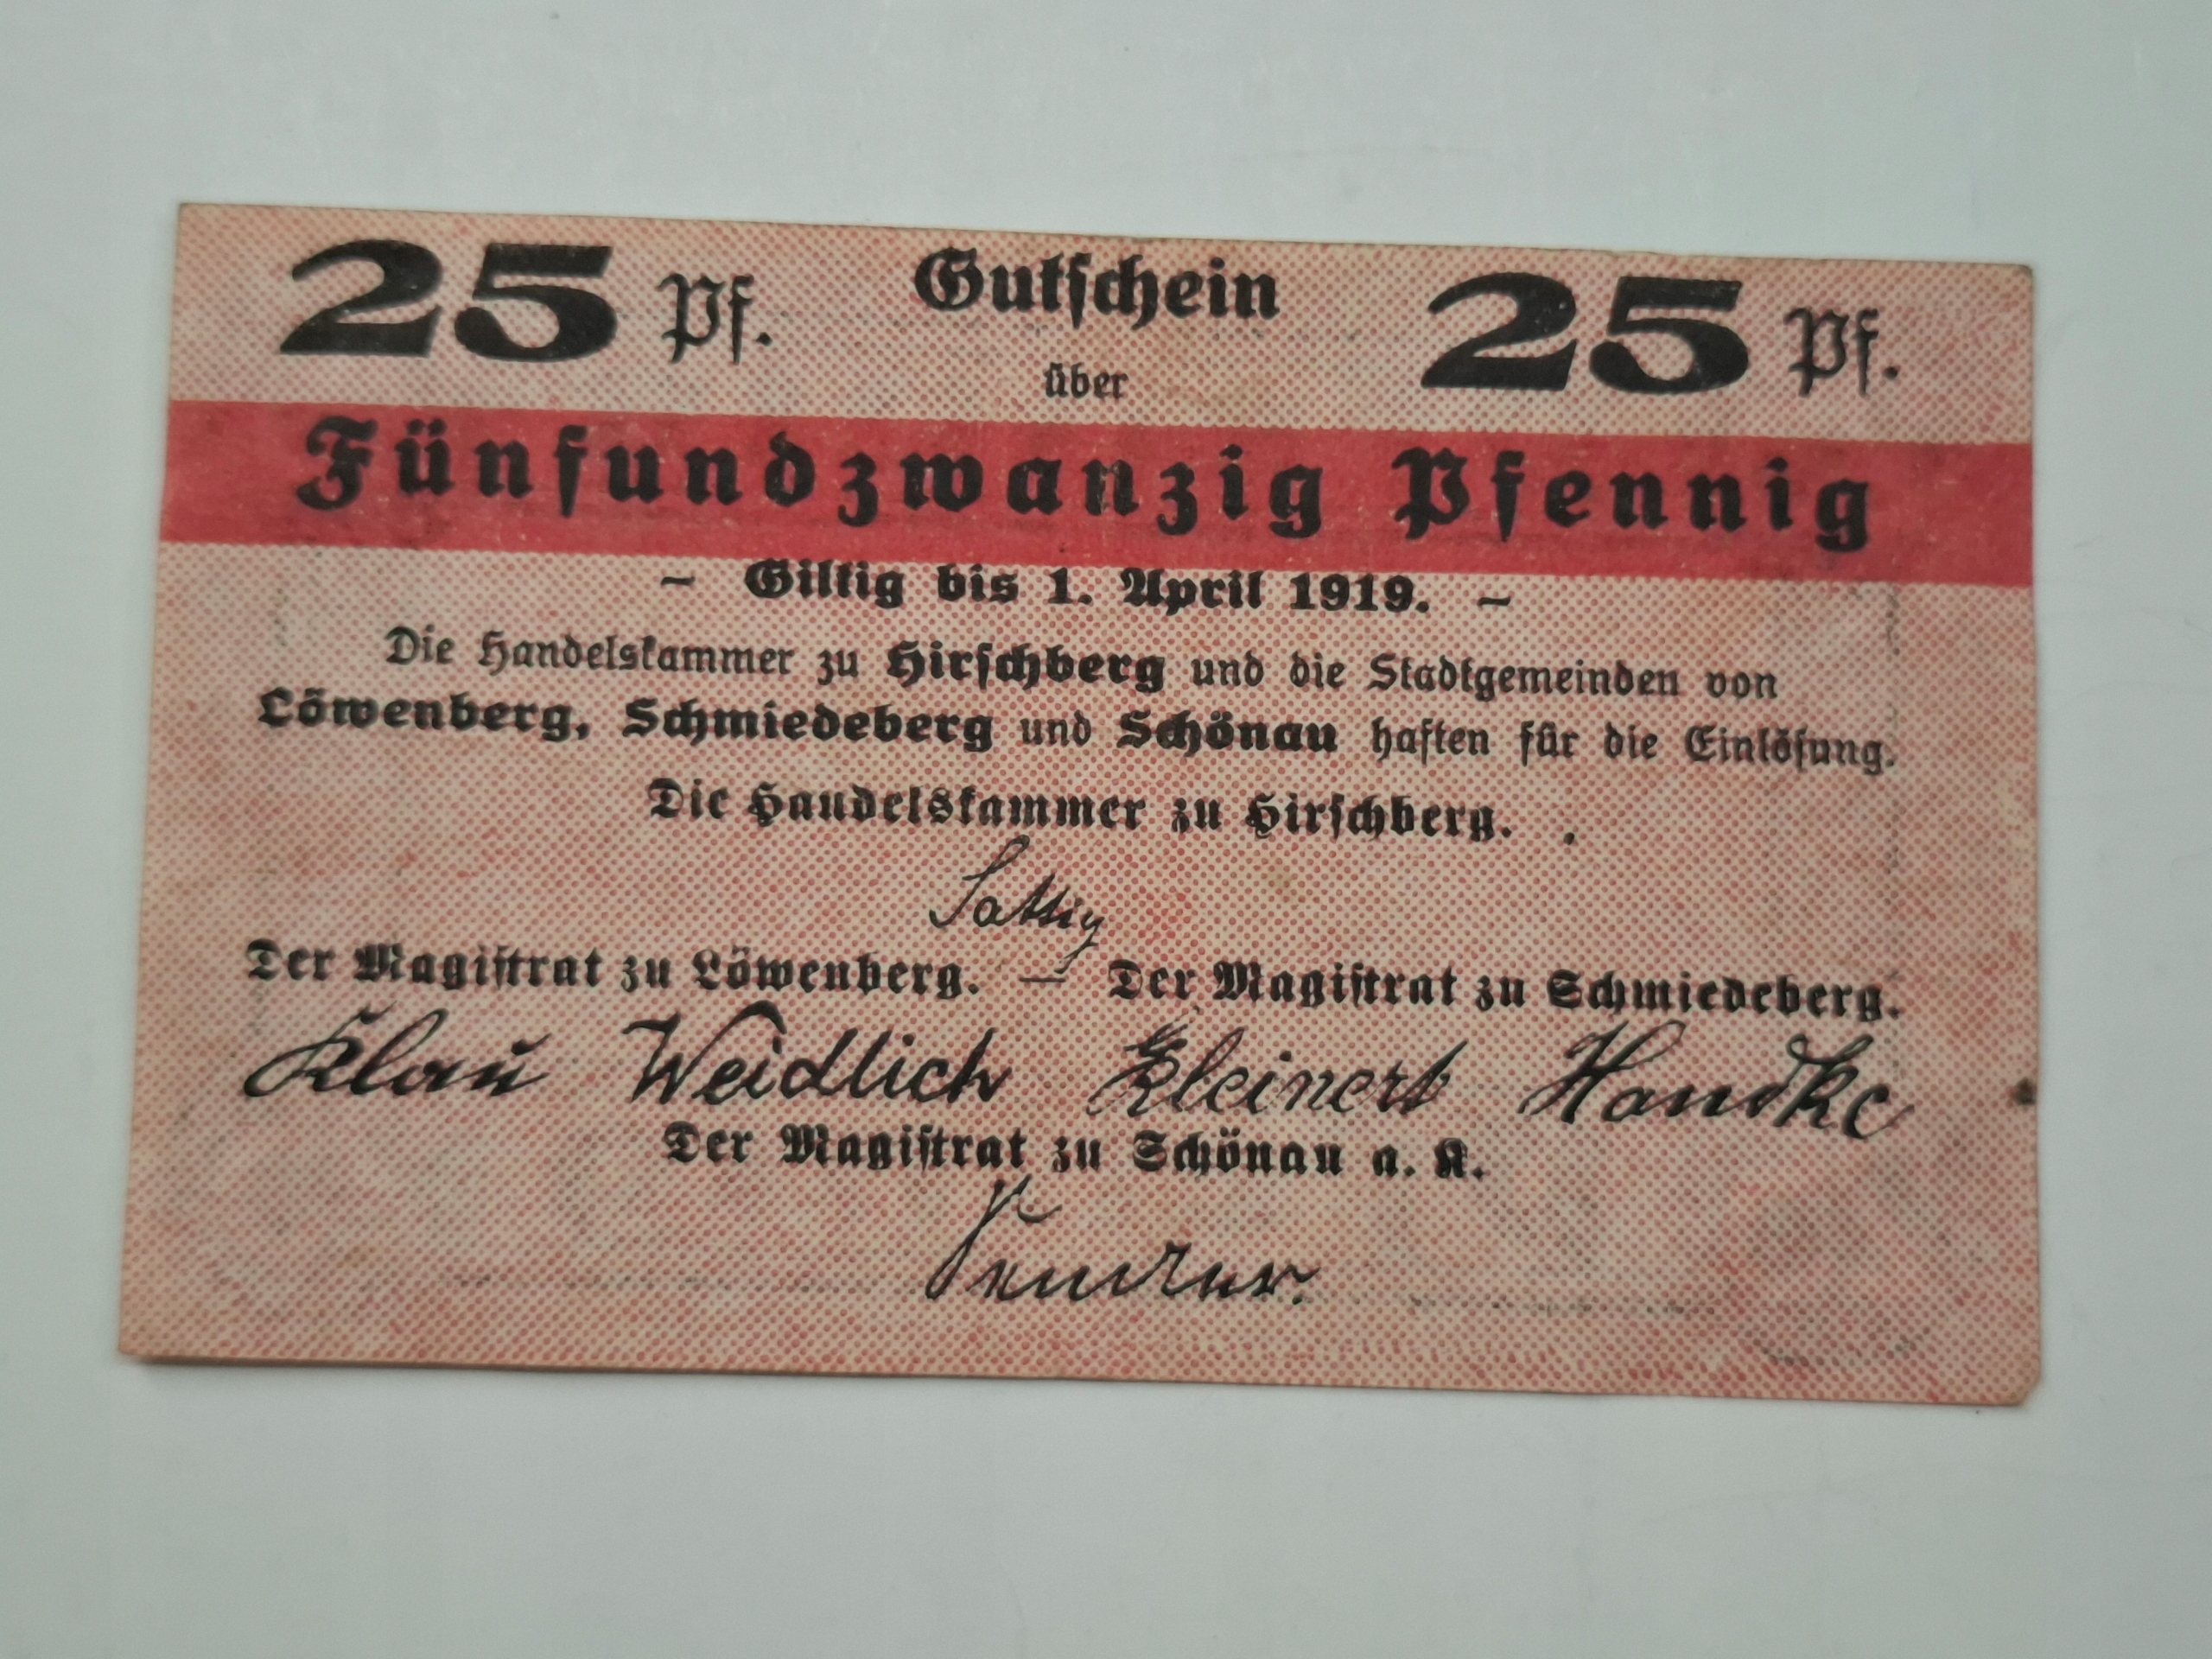 25 Pf. Gutschein 25 Pf.
über
Fünfundzwanzig Pfennig
– Giltig bis 1. April 1919. –
Die Handelskammer zu Hirschberg und die Stadtgemeinden von
Löwenberg, Schmiedeberg und Schönau haften für die Einlösung.
Die Handelskammer zu Hirschberg.
Sattig
Der Magistrat zu Löwenberg. — Der Magistrat zu Schmiedeberg.
Klau Weidlich Kleinert Handke
Der Magistrat zu Schönau a. K.